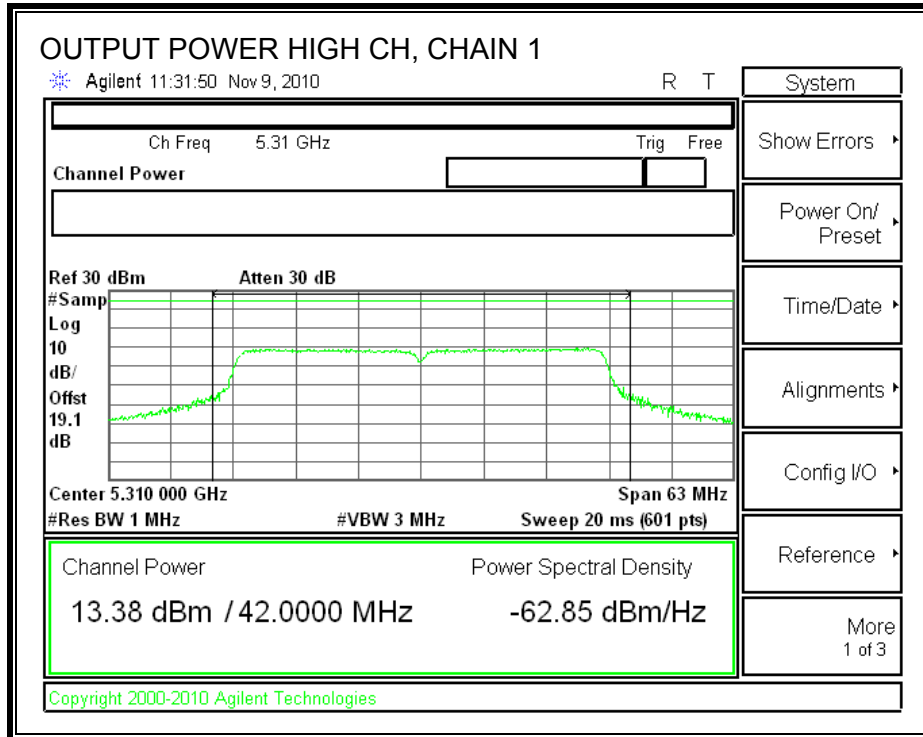 OUTPUT POWER HIGH CH, CHAIN 1
Agilent 11:31:50 Nov 9, 2010 R T
System
Ch Freq 5.31 GHz Trig Free
Channel Power
Show Errors
Power On/
Preset
Ref 30 dBm Atten 30 dB
#Samp
Log
10
dB/
Offst
19.1
dB
Time/Date
Alignments
Config I/O
Center 5.310 000 GHz Span 63 MHz
#Res BW 1 MHz #VBW 3 MHz Sweep 20 ms (601 pts)
Channel Power Power Spectral Density
13.38 dBm / 42.0000 MHz -62.85 dBm/Hz
Reference
More
1 of 3
Copyright 2000-2010 Agilent Technologies